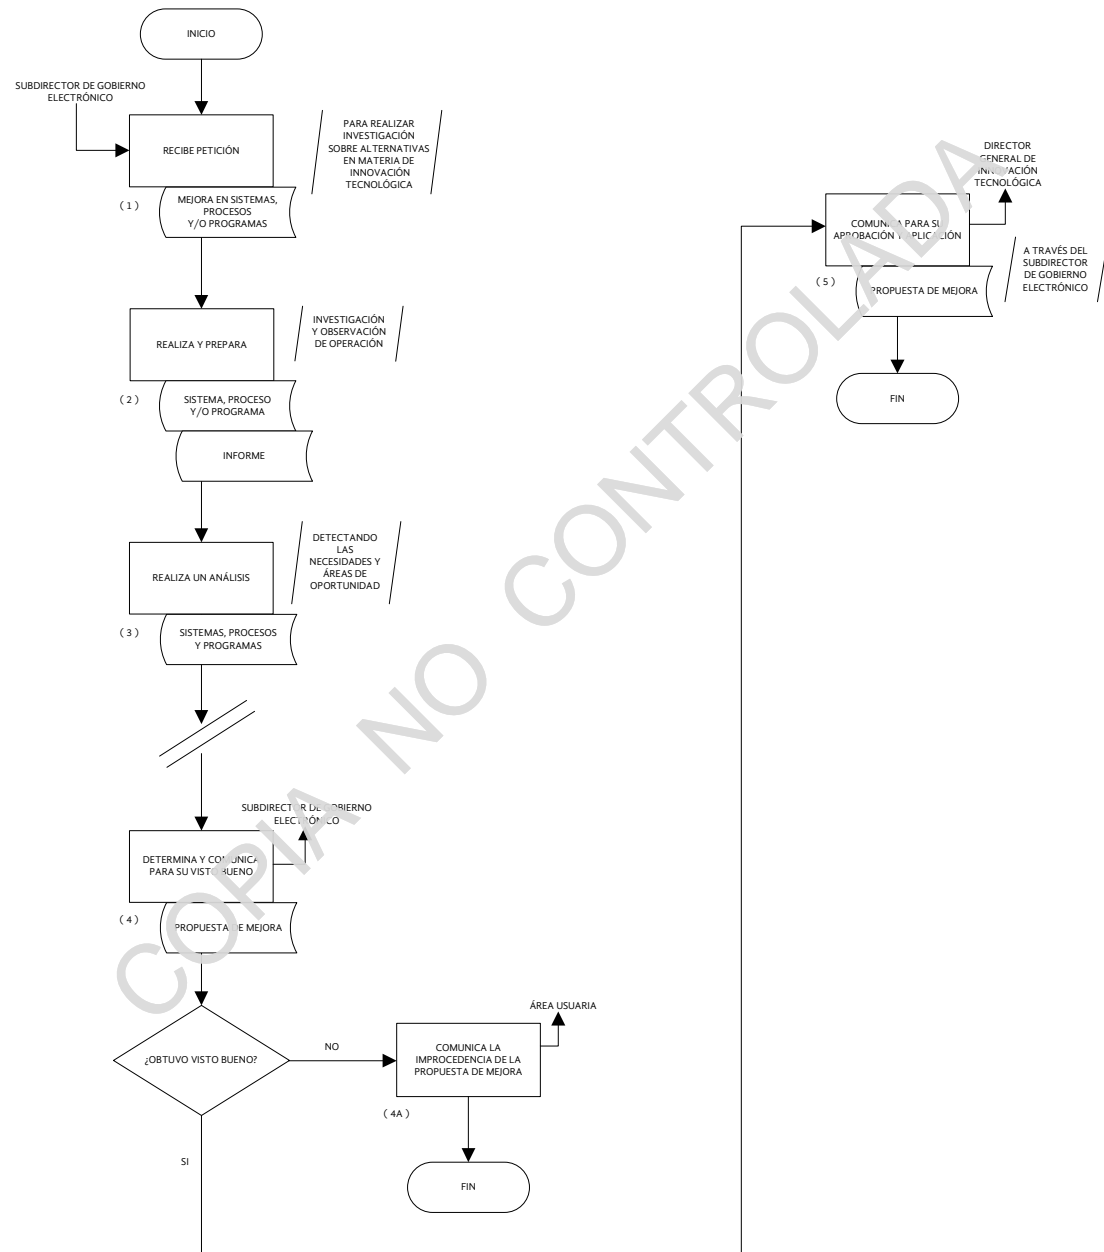 INICIO
SUBDIRECTOR DE GOBIERNO
ELECTRÓNICO
RECIBE PETICIÓN
PARA REALIZAR
INVESTIGACIÓN
SOBRE ALTERNATIVAS
EN MATERIA DE
INNOVACIÓN
TECNOLÓGICA
( 1 )
MEJORA EN SISTEMAS,
PROCESOS
Y/O PROGRAMAS
REALIZA Y PREPARA
INVESTIGACIÓN
Y OBSERVACIÓN
DE OPERACIÓN
( 2 )
SISTEMA, PROCESO
Y/O PROGRAMA
INFORME
REALIZA UN ANÁLISIS
DETECTANDO
LAS
NECESIDADES Y
ÁREAS DE
OPORTUNIDAD
( 3 )
SISTEMAS, PROCESOS
Y PROGRAMAS
SUBDIRECTOR DE GOBIERNO
ELECTRÓNICO
DETERMINA Y COMUNICA
PARA SU VISTO BUENO
( 4 )
PROPUESTA DE MEJORA
¿OBTUVO VISTO BUENO?
NO
ÁREA USUARIA
COMUNICA LA
IMPROCEDENCIA DE LA
PROPUESTA DE MEJORA
( 4A )
SI
FIN
DIRECTOR
GENERAL DE
INNOVACIÓN
TECNOLÓGICA
COMUNICA PARA SU
APROBACIÓN Y APLICACIÓN
A TRAVÉS DEL
SUBDIRECTOR
DE GOBIERNO
ELECTRÓNICO
( 5 )
PROPUESTA DE MEJORA
FIN
COPIA NO CONTROLADA